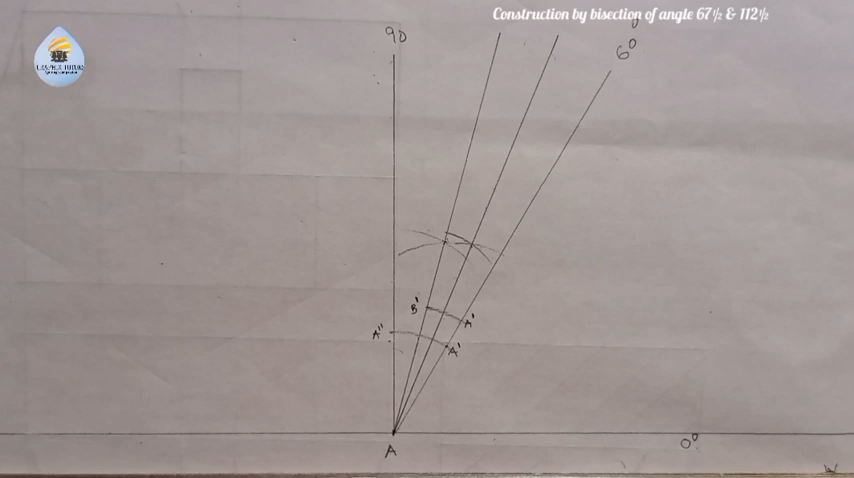 Construction by bisection of angle 67½ & 112½
90
60
B'
A'
A"
A'
A
0°